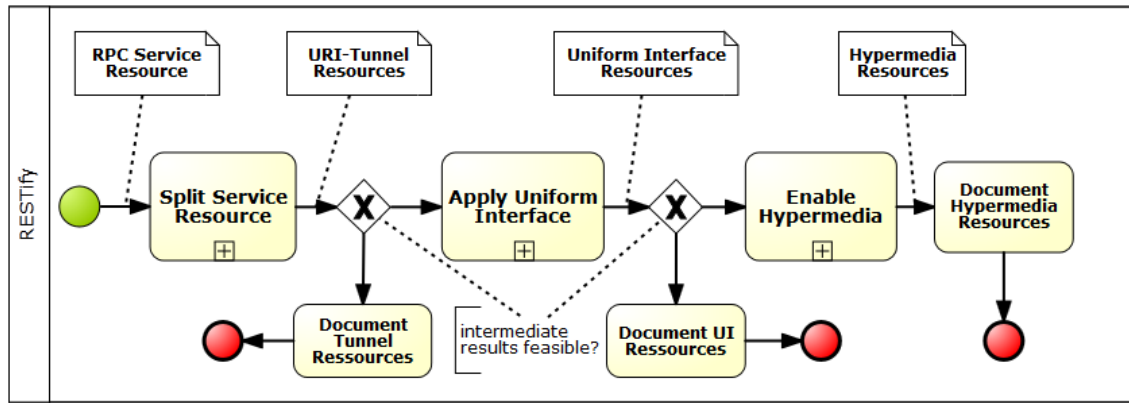 RESTify
RPC Service
Resource
URI-Tunnel
Resources
Uniform Interface
Resources
Hypermedia
Resources
Split Service
Resource
X
Apply Uniform
Interface
X
Enable
Hypermedia
Document
Hypermedia
Resources
Document
Tunnel
Ressources
intermediate
results feasible?
Document UI
Ressources